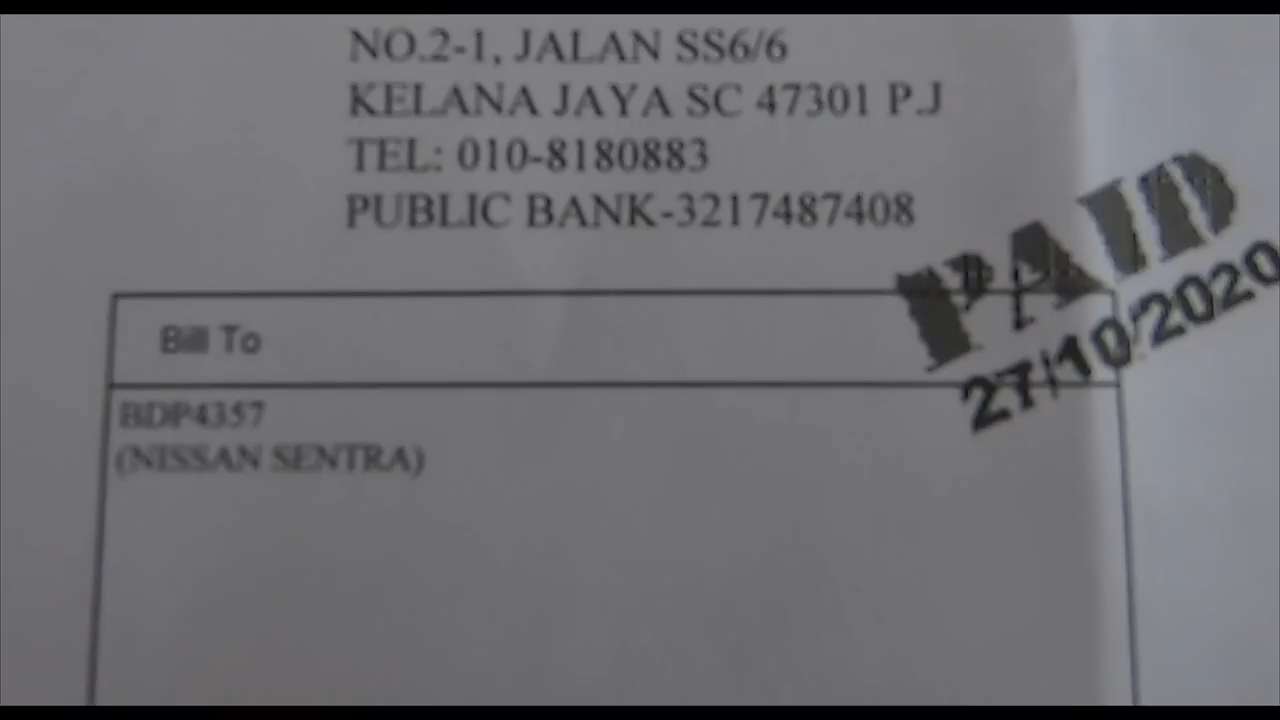 NO.2-1, JALAN SS6/6
KELANA JAYA SC 47301 P.J
TEL: 010-8180883
PUBLIC BANK-3217487408
PAID
27/10/2020
Bill To
BDP4357
(NISSAN SENTRA)